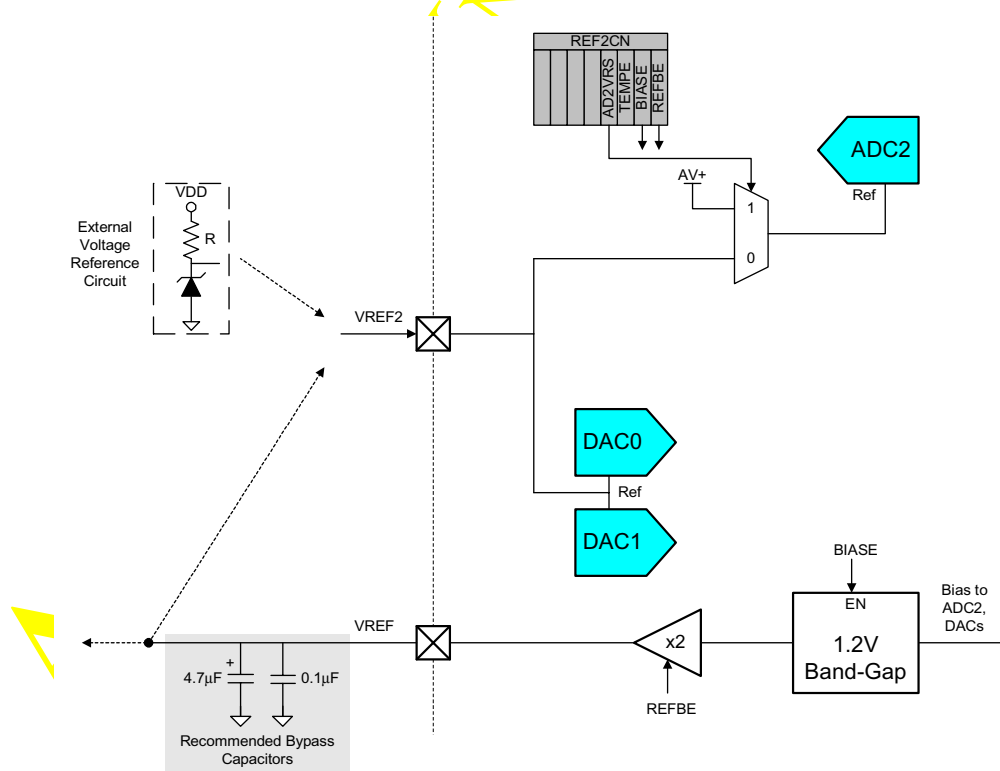 REF2CN
AD2VRS
TEMPE
BIASE
REFBE
ADC2
Ref
AV+
1
0
VDD
R
External
Voltage
Reference
Circuit
VREF2
DAC0
Ref
DAC1
BIASE
EN
1.2V
Band-Gap
Bias to
ADC2,
DACs
x2
REFBE
VREF
+
4.7μF
0.1μF
Recommended Bypass
Capacitors